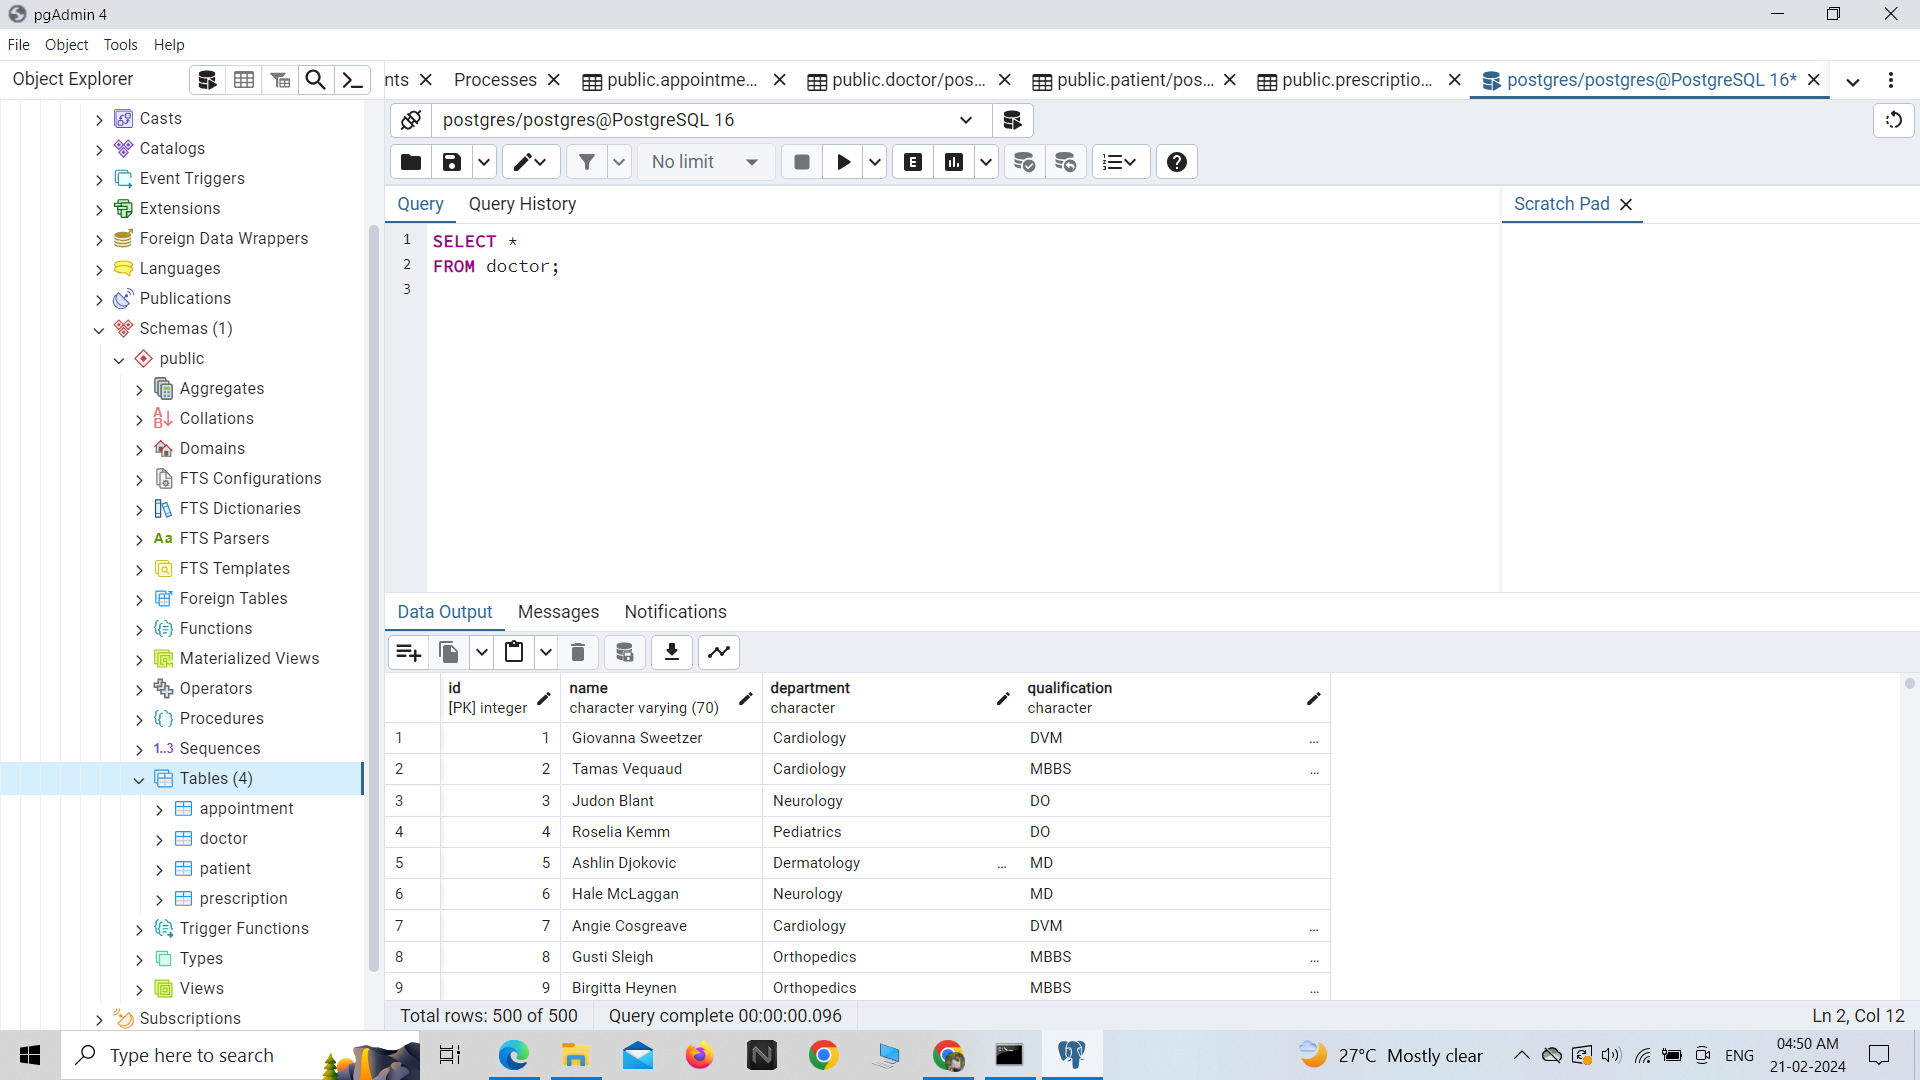 pgAdmin 4
File Object Tools Help
Object Explorer
nts Processes public.appointme... public.doctor/pos... public.patient/pos... public.prescriptio... postgres/postgres@PostgreSQL 16*
postgres/postgres@PostgreSQL 16
No limit
E
Query Query History
Scratch Pad
1 SELECT *
2 FROM doctor;
3
Casts
Catalogs
Event Triggers
Extensions
Foreign Data Wrappers
Languages
Publications
Schemas (1)
public
Aggregates
Collations
Domains
FTS Configurations
FTS Dictionaries
Aa FTS Parsers
FTS Templates
Foreign Tables
Functions
Materialized Views
Operators
Procedures
1..3 Sequences
Tables (4)
appointment
doctor
patient
prescription
Trigger Functions
Types
Views
Subscriptions
Data Output Messages Notifications
id name department qualification
[PK] integer character varying (70) character character
1 1 Giovanna Sweetzer Cardiology DVM ...
2 2 Tamas Vequaud Cardiology MBBS ...
3 3 Judon Blant Neurology DO
4 4 Roselia Kemm Pediatrics DO
5 5 Ashlin Djokovic Dermatology ... MD
6 6 Hale McLaggan Neurology MD
7 7 Angie Cosgreave Cardiology DVM ...
8 8 Gusti Sleigh Orthopedics MBBS ...
9 9 Birgitta Heynen Orthopedics MBBS ...
Total rows: 500 of 500 Query complete 00:00:00.096 Ln 2, Col 12
Type here to search
27°C Mostly clear
ENG
04:50 AM
21-02-2024